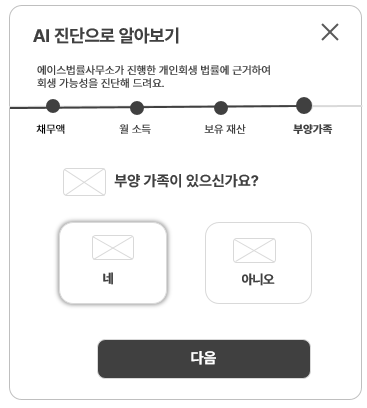 AI 진단으로 알아보기
에이스법률사무소가 진행한 개인회생 법률에 근거하여
회생 가능성을 진단해 드려요.
채무액 월 소득 보유 재산 부양가족
부양 가족이 있으신가요?
네 아니오
다음